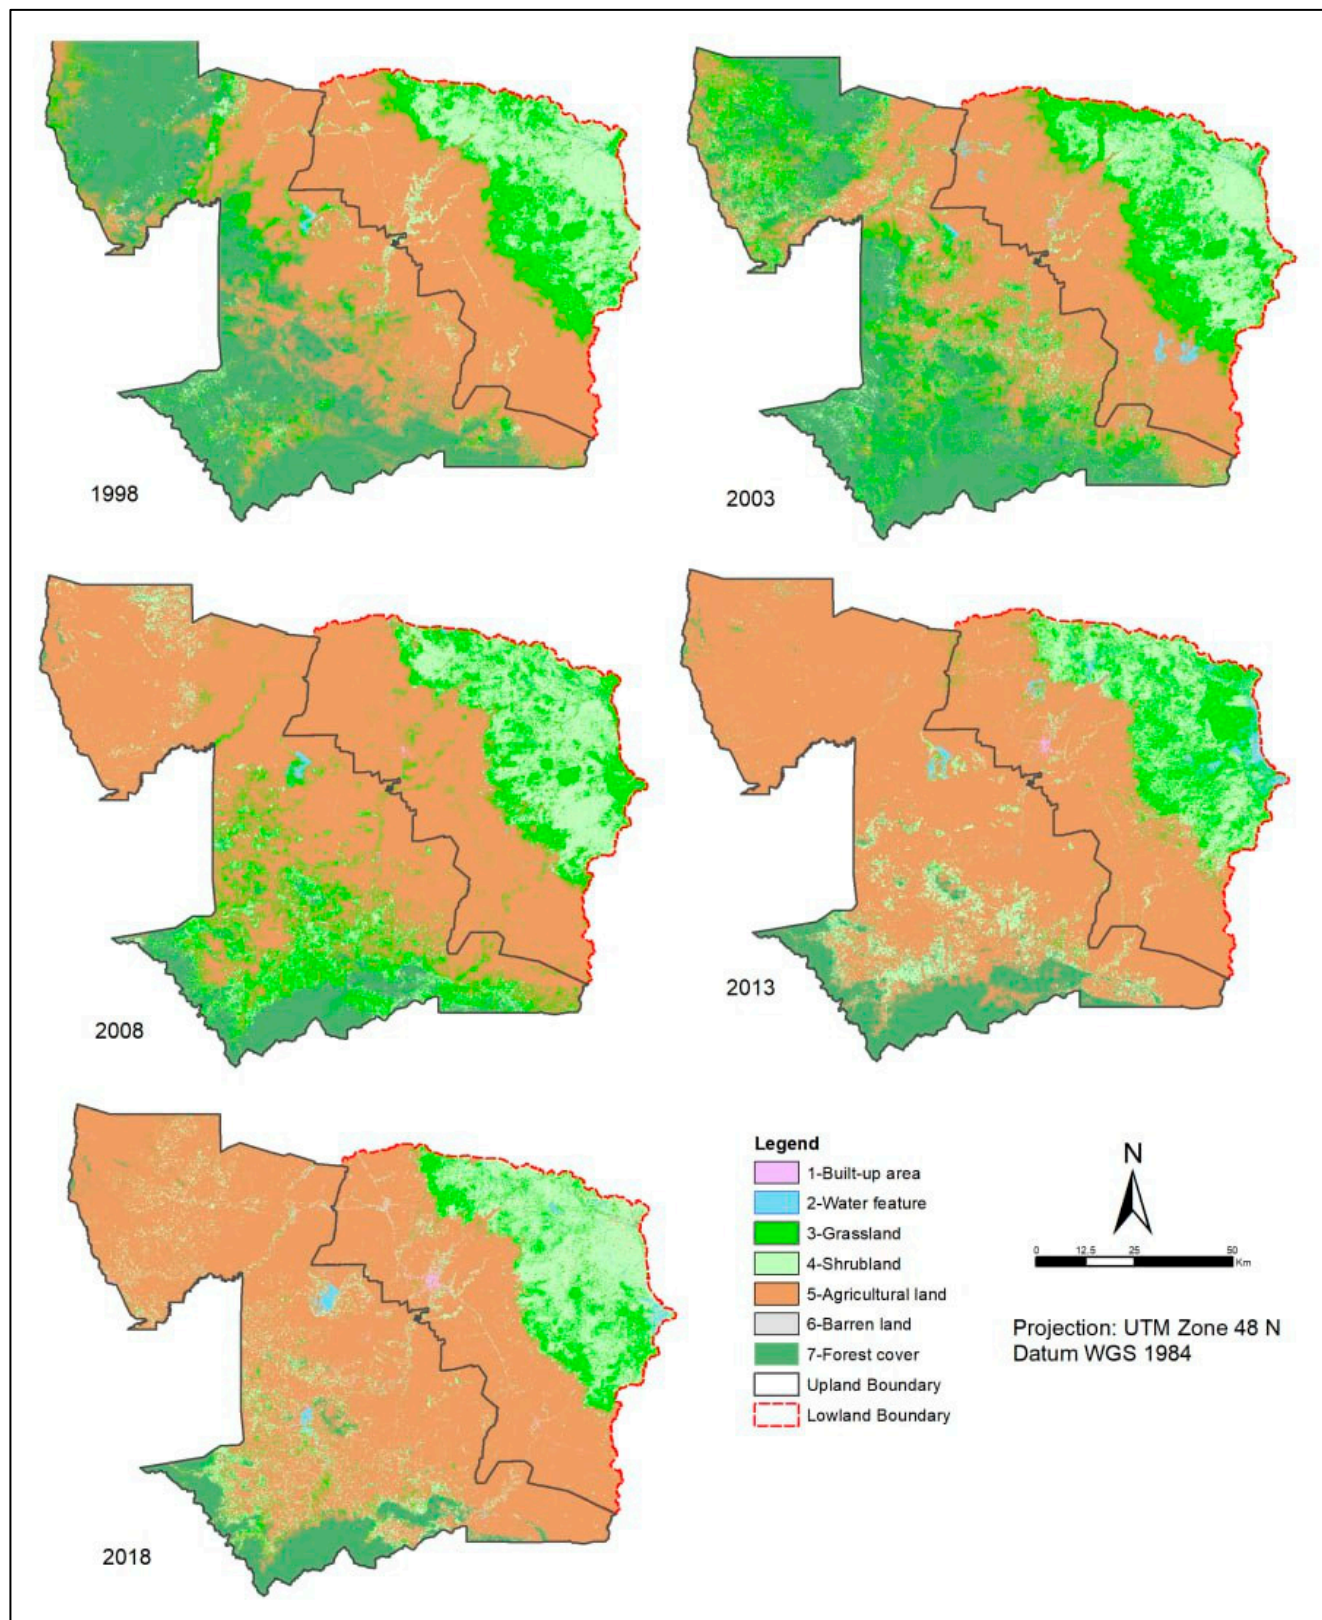 1998
2003
2008
2013
2018
Legend
1-Built-up area
2-Water feature
3-Grassland
4-Shrubland
5-Agricultural land
6-Barren land
7-Forest cover
Upland Boundary
Lowland Boundary
N
0 12.5 25 50
Km
Projection: UTM Zone 48 N
Datum WGS 1984